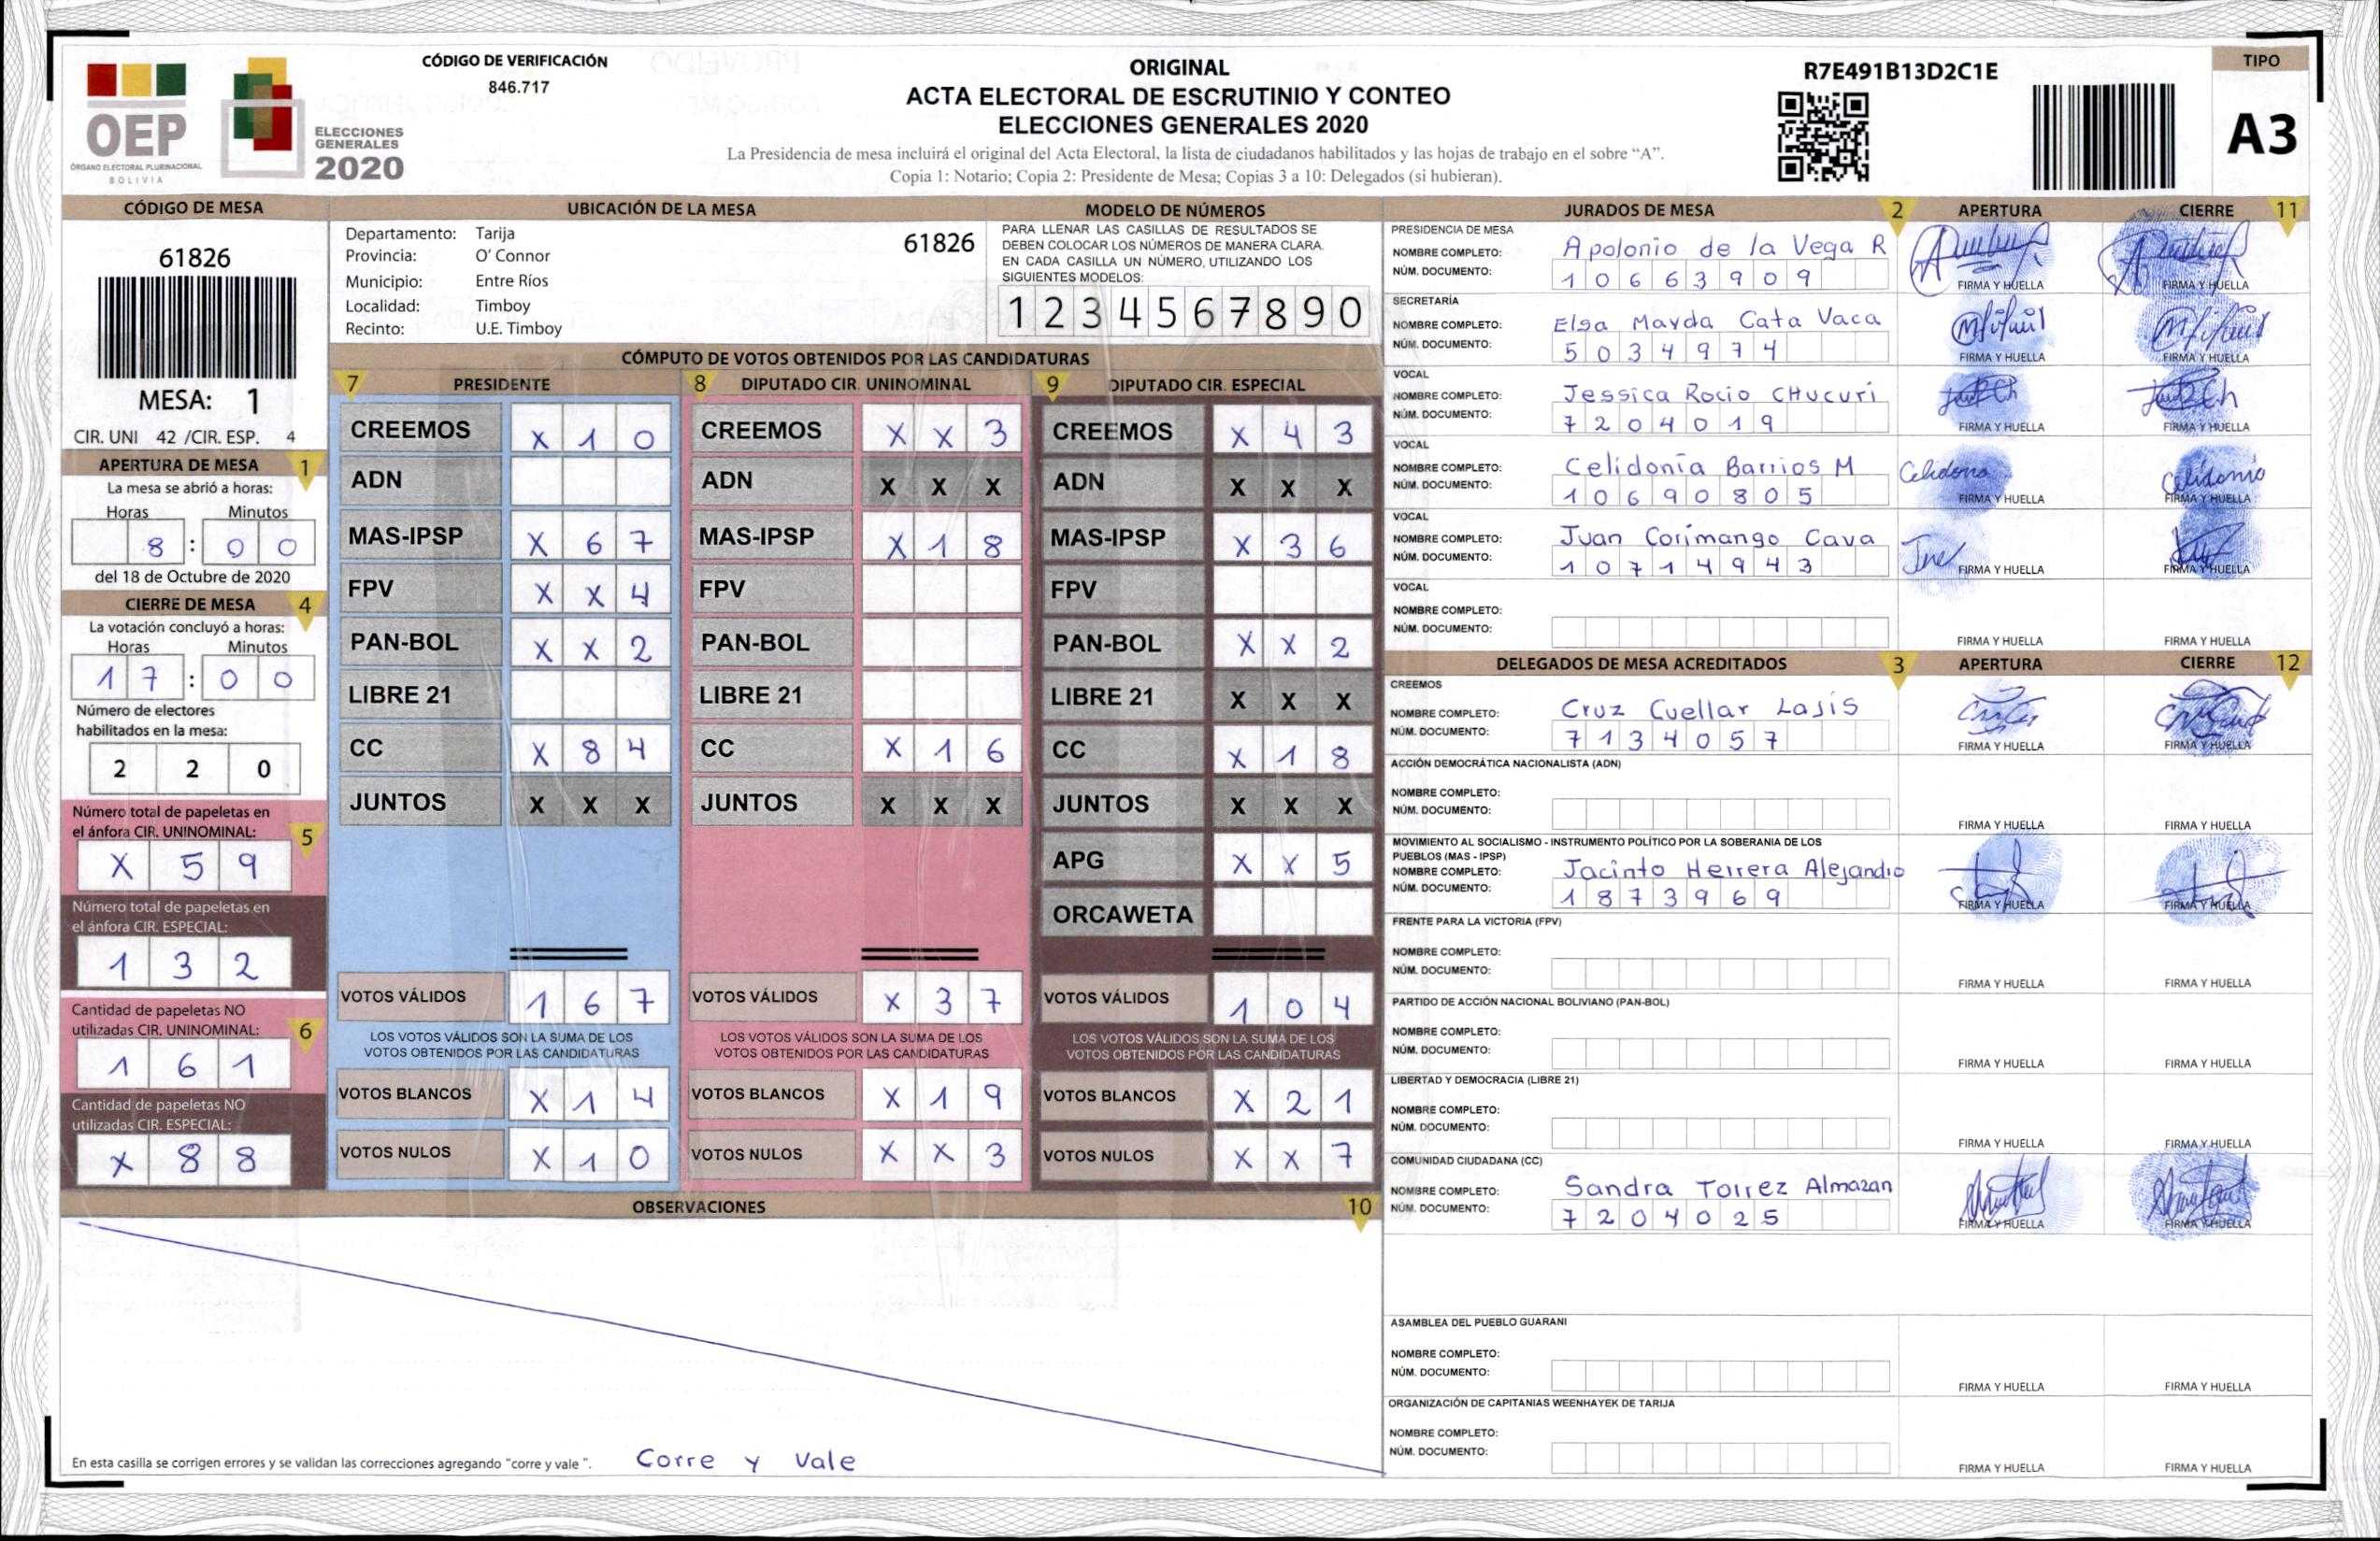 CÓDIGO DE VERIFICACIÓN
846.717
OEP
ÓRGANO ELECTORAL PLURINACIONAL
BOLIVIA
ELECCIONES
GENERALES
2020
ORIGINAL
ACTA ELECTORAL DE ESCRUTINIO Y CONTEO
ELECCIONES GENERALES 2020
La Presidencia de mesa incluirá el original del Acta Electoral, la lista de ciudadanos habilitados y las hojas de trabajo en el sobre “A”.
Copia 1: Notario; Copia 2: Presidente de Mesa; Copias 3 a 10: Delegados (si hubieran).
R7E491B13D2C1E
TIPO
A3
CÓDIGO DE MESA
61826
MESA: 1
CIR. UNI 42 /CIR. ESP. 4
APERTURA DE MESA 1
La mesa se abrió a horas:
Horas Minutos
8 : 0 0
del 18 de Octubre de 2020
CIERRE DE MESA 4
La votación concluyó a horas:
Horas Minutos
1 7 : 0 0
Número de electores
habilitados en la mesa:
2 2 0
Número total de papeletas en
el ánfora CIR. UNINOMINAL: 5
X 5 9
Número total de papeletas en
el ánfora CIR. ESPECIAL:
1 3 2
Cantidad de papeletas NO
utilizadas CIR. UNINOMINAL: 6
1 6 1
Cantidad de papeletas NO
utilizadas CIR. ESPECIAL:
X 8 8
UBICACIÓN DE LA MESA
Departamento: Tarija
61826
Provincia: O' Connor
Municipio: Entre Ríos
Localidad: Timboy
Recinto: U.E. Timboy
MODELO DE NÚMEROS
PARA LLENAR LAS CASILLAS DE RESULTADOS SE
DEBEN COLOCAR LOS NÚMEROS DE MANERA CLARA.
EN CADA CASILLA UN NÚMERO, UTILIZANDO LOS
SIGUIENTES MODELOS:
1 2 3 4 5 6 7 8 9 0
CÓMPUTO DE VOTOS OBTENIDOS POR LAS CANDIDATURAS
7 PRESIDENTE
CREEMOS X 1 0
ADN
MAS-IPSP X 6 7
FPV X X 4
PAN-BOL X X 2
LIBRE 21
CC X 8 4
JUNTOS X X X
VOTOS VÁLIDOS 1 6 7
LOS VOTOS VÁLIDOS SON LA SUMA DE LOS
VOTOS OBTENIDOS POR LAS CANDIDATURAS
VOTOS BLANCOS X 1 4
VOTOS NULOS X 1 0
8 DIPUTADO CIR. UNINOMINAL
CREEMOS X X 3
ADN X X X
MAS-IPSP X 1 8
FPV
PAN-BOL
LIBRE 21
CC X 1 6
JUNTOS X X X
VOTOS VÁLIDOS X 3 7
LOS VOTOS VÁLIDOS SON LA SUMA DE LOS
VOTOS OBTENIDOS POR LAS CANDIDATURAS
VOTOS BLANCOS X 1 9
VOTOS NULOS X X 3
9 DIPUTADO CIR. ESPECIAL
CREEMOS X 4 3
ADN X X X
MAS-IPSP X 3 6
FPV
PAN-BOL X X 2
LIBRE 21 X X X
CC X 1 8
JUNTOS X X X
APG X X 5
ORCAWETA
VOTOS VÁLIDOS 1 0 4
LOS VOTOS VÁLIDOS SON LA SUMA DE LOS
VOTOS OBTENIDOS POR LAS CANDIDATURAS
VOTOS BLANCOS X 2 1
VOTOS NULOS X X 7
OBSERVACIONES 10
En esta casilla se corrigen errores y se validan las correcciones agregando “corre y vale ”. Corre y Vale
JURADOS DE MESA 2 APERTURA CIERRE 11
PRESIDENCIA DE MESA
NOMBRE COMPLETO: Apolonio de la Vega R
NÚM. DOCUMENTO: 1 0 6 6 3 9 0 9
FIRMA Y HUELLA FIRMA Y HUELLA
SECRETARÍA
NOMBRE COMPLETO: Elsa Mayda Cata Vaca
NÚM. DOCUMENTO: 5 0 3 4 9 7 4
FIRMA Y HUELLA FIRMA Y HUELLA
VOCAL
NOMBRE COMPLETO: Jessica Rocio CHucuri
NÚM. DOCUMENTO: 7 2 0 4 0 1 9
FIRMA Y HUELLA FIRMA Y HUELLA
VOCAL
NOMBRE COMPLETO: Celidonia Barrios M
NÚM. DOCUMENTO: 1 0 6 9 0 8 0 5
Celidonia Celidonia
FIRMA Y HUELLA FIRMA Y HUELLA
VOCAL
NOMBRE COMPLETO: Juan Corimango Cava
NÚM. DOCUMENTO: 1 0 7 1 4 9 4 3
FIRMA Y HUELLA FIRMA Y HUELLA
VOCAL
NOMBRE COMPLETO:
NÚM. DOCUMENTO:
FIRMA Y HUELLA FIRMA Y HUELLA
DELEGADOS DE MESA ACREDITADOS 3 APERTURA CIERRE 12
CREEMOS
NOMBRE COMPLETO: Cruz Cuellar Lasis
NÚM. DOCUMENTO: 7 1 3 4 0 5 7
FIRMA Y HUELLA FIRMA Y HUELLA
ACCIÓN DEMOCRÁTICA NACIONALISTA (ADN)
NOMBRE COMPLETO:
NÚM. DOCUMENTO:
FIRMA Y HUELLA FIRMA Y HUELLA
MOVIMIENTO AL SOCIALISMO - INSTRUMENTO POLÍTICO POR LA SOBERANIA DE LOS
PUEBLOS (MAS - IPSP)
NOMBRE COMPLETO: Jacinto Herrera Alejandro
NÚM. DOCUMENTO: 1 8 7 3 9 6 9
FIRMA Y HUELLA FIRMA Y HUELLA
FRENTE PARA LA VICTORIA (FPV)
NOMBRE COMPLETO:
NÚM. DOCUMENTO:
FIRMA Y HUELLA FIRMA Y HUELLA
PARTIDO DE ACCIÓN NACIONAL BOLIVIANO (PAN-BOL)
NOMBRE COMPLETO:
NÚM. DOCUMENTO:
FIRMA Y HUELLA FIRMA Y HUELLA
LIBERTAD Y DEMOCRACIA (LIBRE 21)
NOMBRE COMPLETO:
NÚM. DOCUMENTO:
FIRMA Y HUELLA FIRMA Y HUELLA
COMUNIDAD CIUDADANA (CC)
NOMBRE COMPLETO: Sandra Torrez Almazan
NÚM. DOCUMENTO: 7 2 0 4 0 2 5
FIRMA Y HUELLA FIRMA Y HUELLA
ASAMBLEA DEL PUEBLO GUARANI
NOMBRE COMPLETO:
NÚM. DOCUMENTO:
FIRMA Y HUELLA FIRMA Y HUELLA
ORGANIZACIÓN DE CAPITANIAS WEENHAYEK DE TARIJA
NOMBRE COMPLETO:
NÚM. DOCUMENTO:
FIRMA Y HUELLA FIRMA Y HUELLA